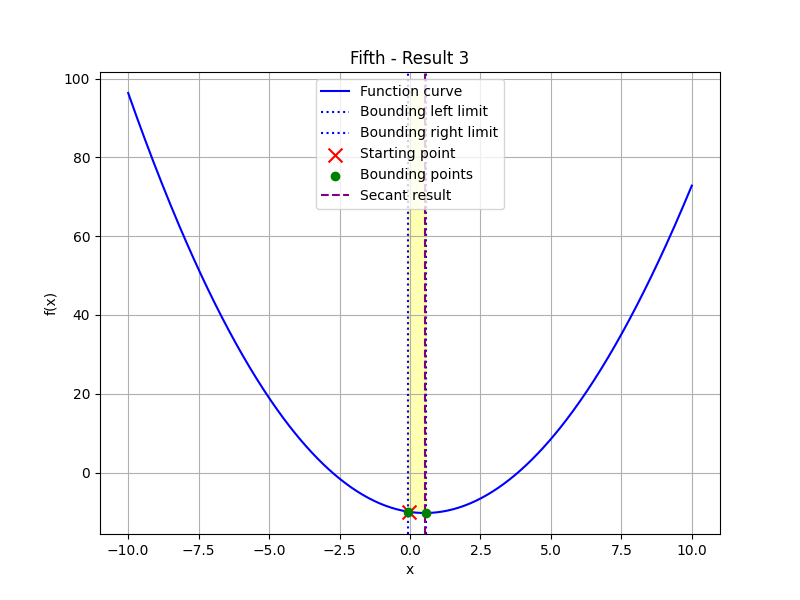 Fifth - Result 3
Function curve
Bounding left limit
Bounding right limit
Starting point
Bounding points
Secant result
100
80
60
40
20
0
f(x)
−10.0 −7.5 −5.0 −2.5 0.0 2.5 5.0 7.5 10.0
x